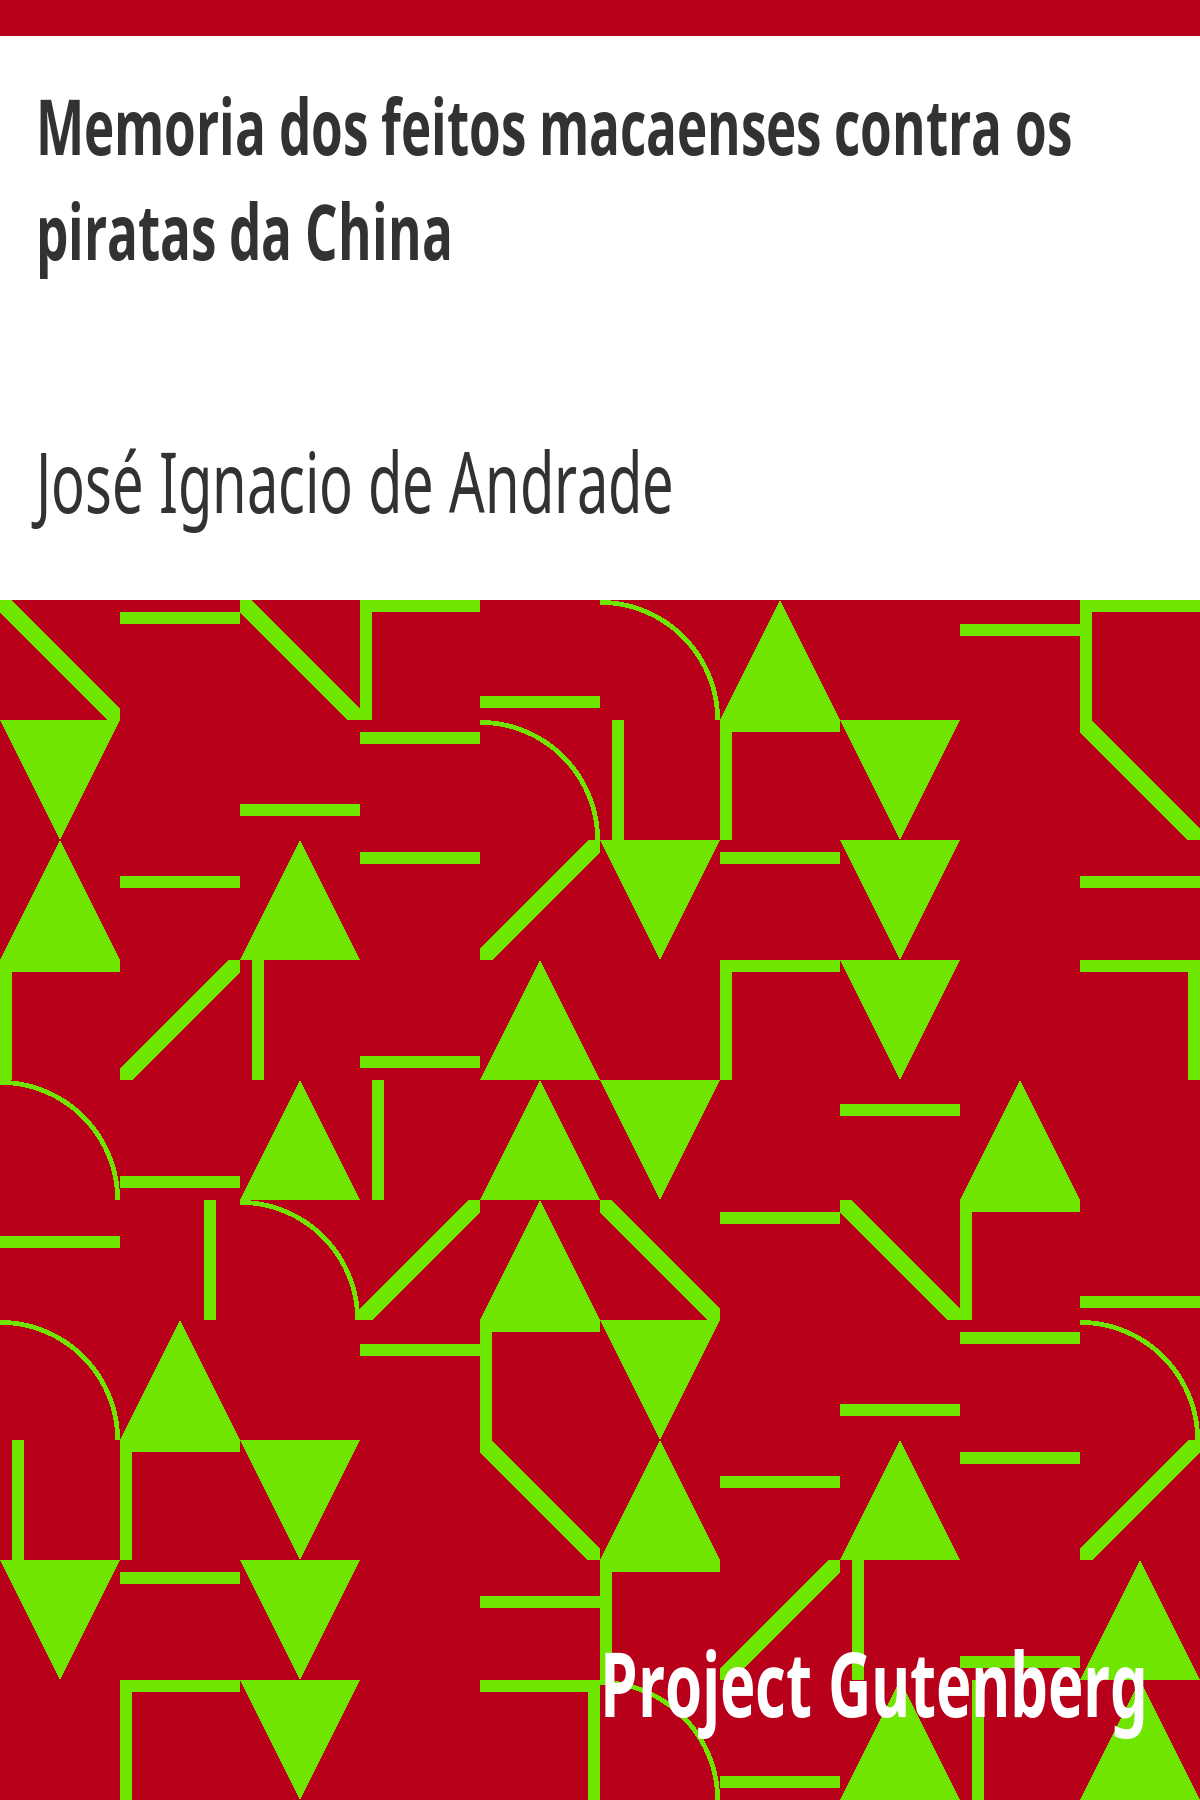 Memoria dos feitos macaenses contra os
piratas da China
José Ignacio de Andrade
Project Gutenberg